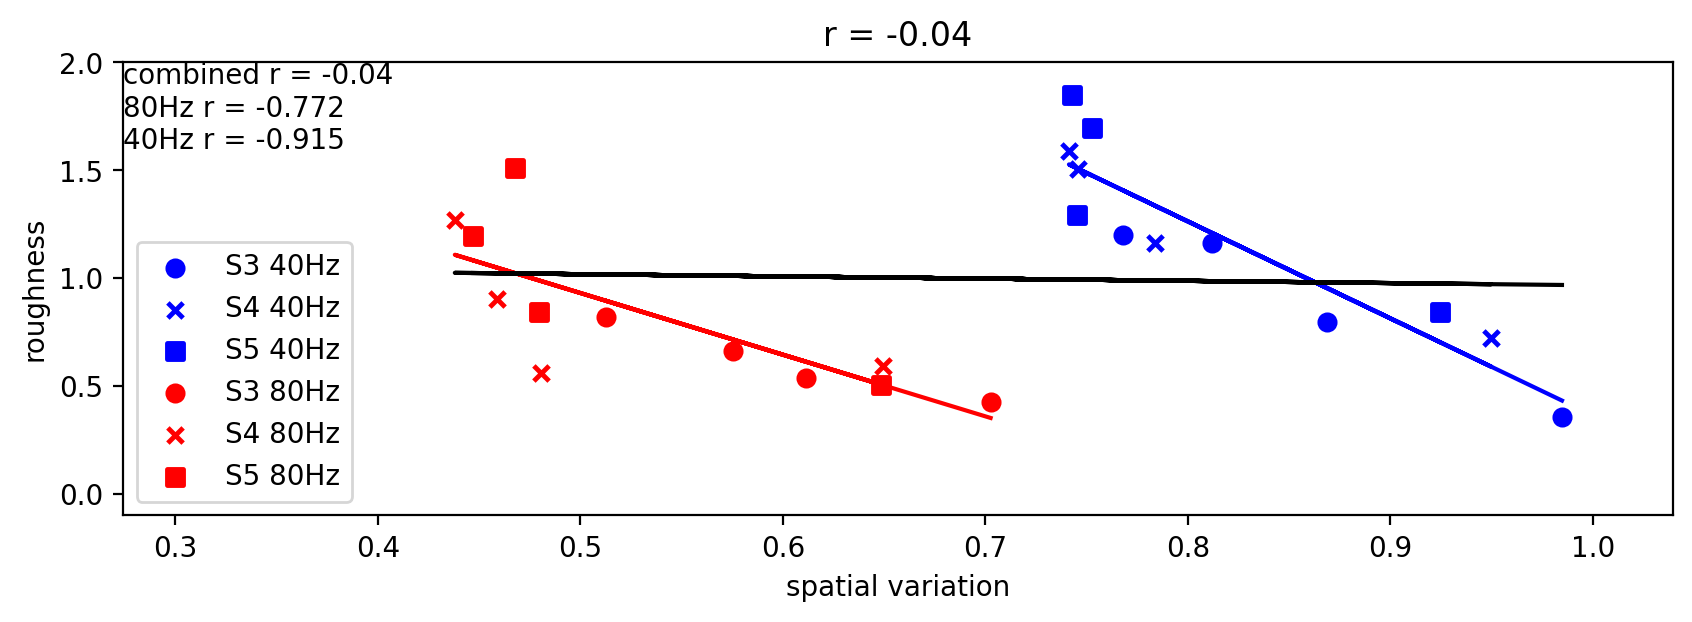 r = -0.04
combined r = -0.04
80Hz r = -0.772
40Hz r = -0.915
2.0
1.5
1.0
0.5
0.0
roughness
S3 40Hz
S4 40Hz
S5 40Hz
S3 80Hz
S4 80Hz
S5 80Hz
0.3 0.4 0.5 0.6 0.7 0.8 0.9 1.0
spatial variation